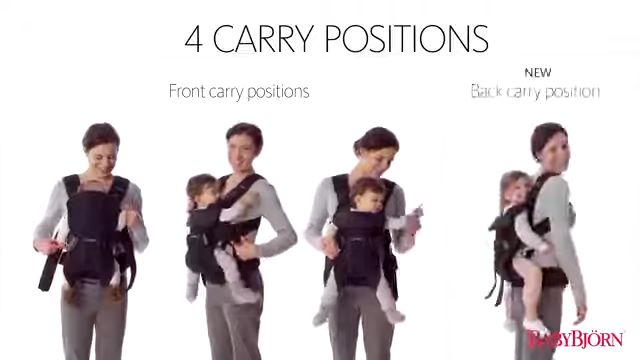 4 CARRY POSITIONS
Front carry positions
NEW
Back carry position
BABYBJÖRN